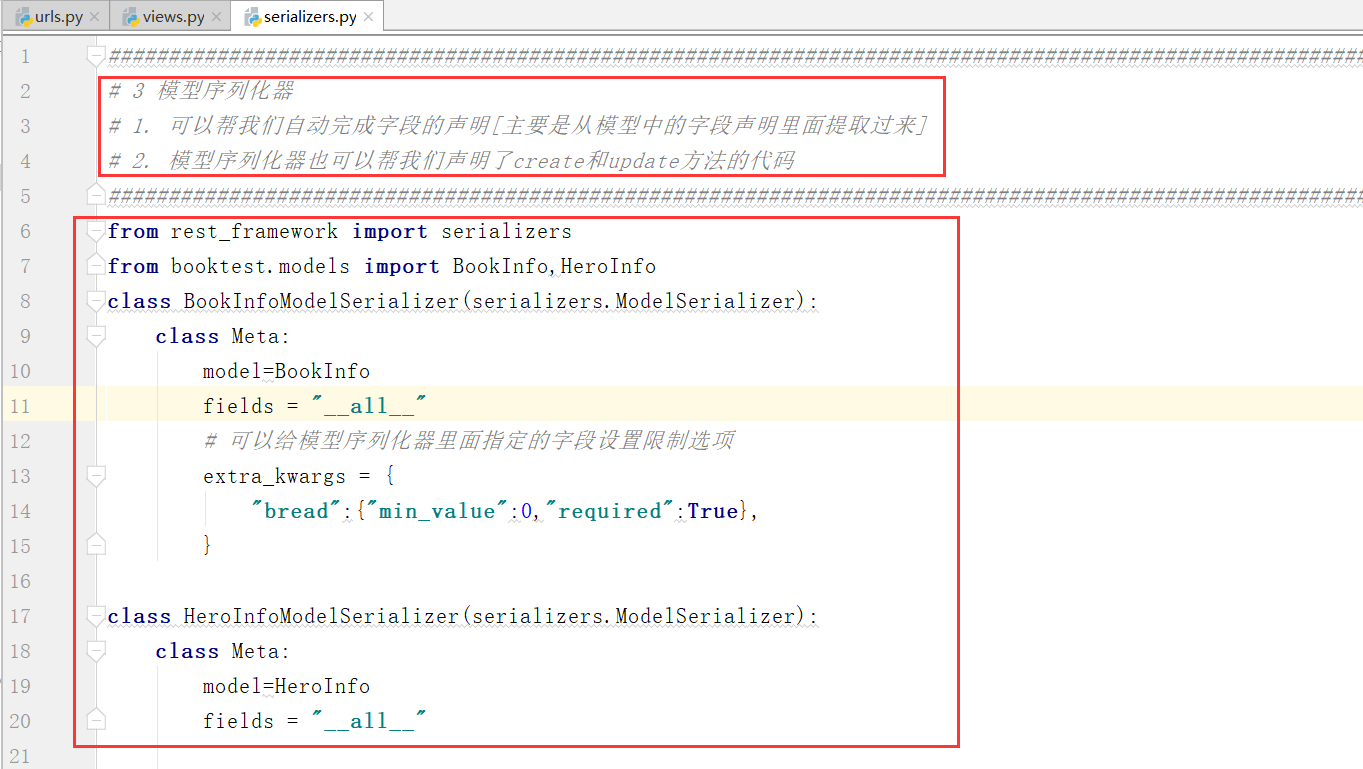 urls.py views.py serializers.py
1 ########################################################################################################
2 # 3 模型序列化器
3 # 1. 可以帮我们自动完成字段的声明[主要是从模型中的字段声明里面提取过来]
4 # 2. 模型序列化器也可以帮我们声明了create和update方法的代码
5 ########################################################################################################
6 from rest_framework import serializers
7 from booktest.models import BookInfo,HeroInfo
8 class BookInfoModelSerializer(serializers.ModelSerializer):
9 class Meta:
10 model=BookInfo
11 fields = "__all__"
12 # 可以给模型序列化器里面指定的字段设置限制选项
13 extra_kwargs = {
14 "bread":{"min_value":0,"required":True},
15 }
16
17 class HeroInfoModelSerializer(serializers.ModelSerializer):
18 class Meta:
19 model=HeroInfo
20 fields = "__all__"
21